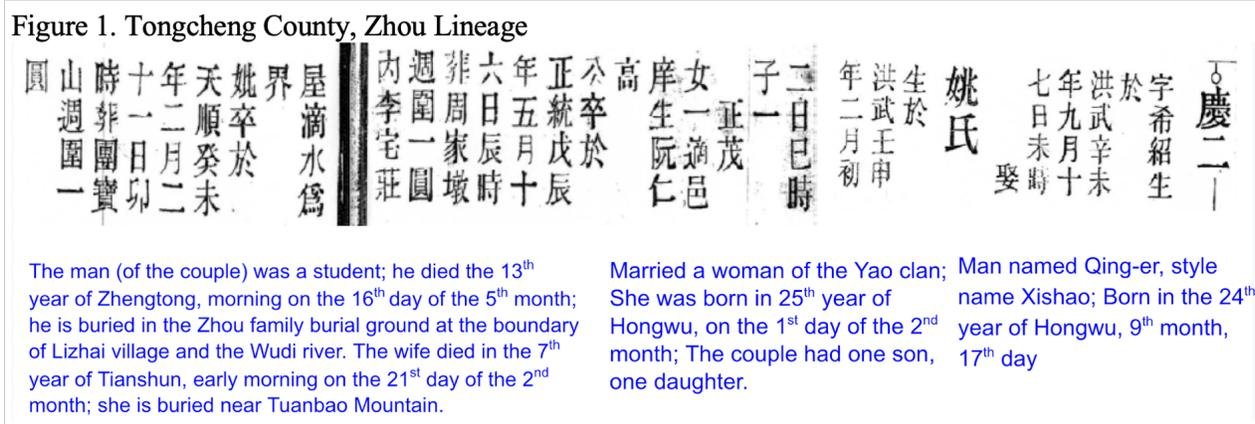 Figure 1. Tongcheng County, Zhou Lineage
慶二
字希紹生
於
洪武辛未
年九月十
七日未時
娶
姚氏
生於
洪武壬申
年二月初
二日巳時
子一
正茂
女一適邑
庠生阮仁
高
公卒於
正統戊辰
年五月十
六日辰時
葬周家墩
週圍一圓
內李宅莊
屋滴水爲
界
妣卒於
天順癸未
年二月二
十一日卯
時葬團寶
山週圍一
圓
The man (of the couple) was a student; he died the 13th
year of Zhengtong, morning on the 16th day of the 5th month;
he is buried in the Zhou family burial ground at the boundary
of Lizhai village and the Wudi river. The wife died in the 7th
year of Tianshun, early morning on the 21st day of the 2nd
month; she is buried near Tuanbao Mountain.
Married a woman of the Yao clan;
She was born in 25th year of
Hongwu, on the 1st day of the 2nd
month; The couple had one son,
one daughter.
Man named Qing-er, style
name Xishao; Born in the 24th
year of Hongwu, 9th month,
17th day